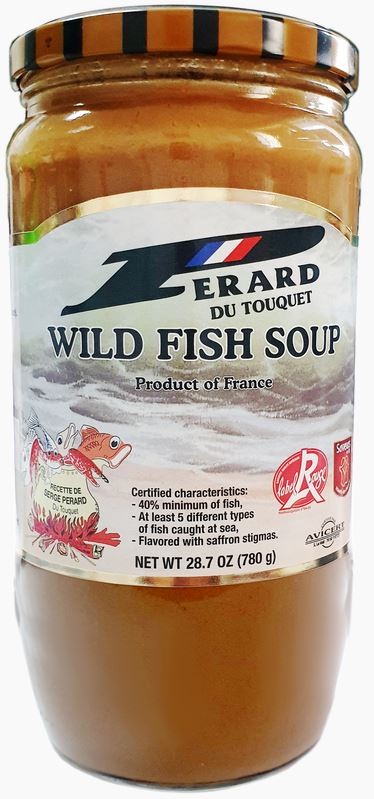 PERARD
DU TOUQUET
WILD FISH SOUP
Product of France
RECETTE DE
SERGE PERARD
Du Touquet
Certified characteristics:
- 40% minimum of fish,
- At least 5 different types
of fish caught at sea,
- Flavored with saffron stigmas.
NET WT 28.7 OZ (780 g)
Label Rouge
AVICERT